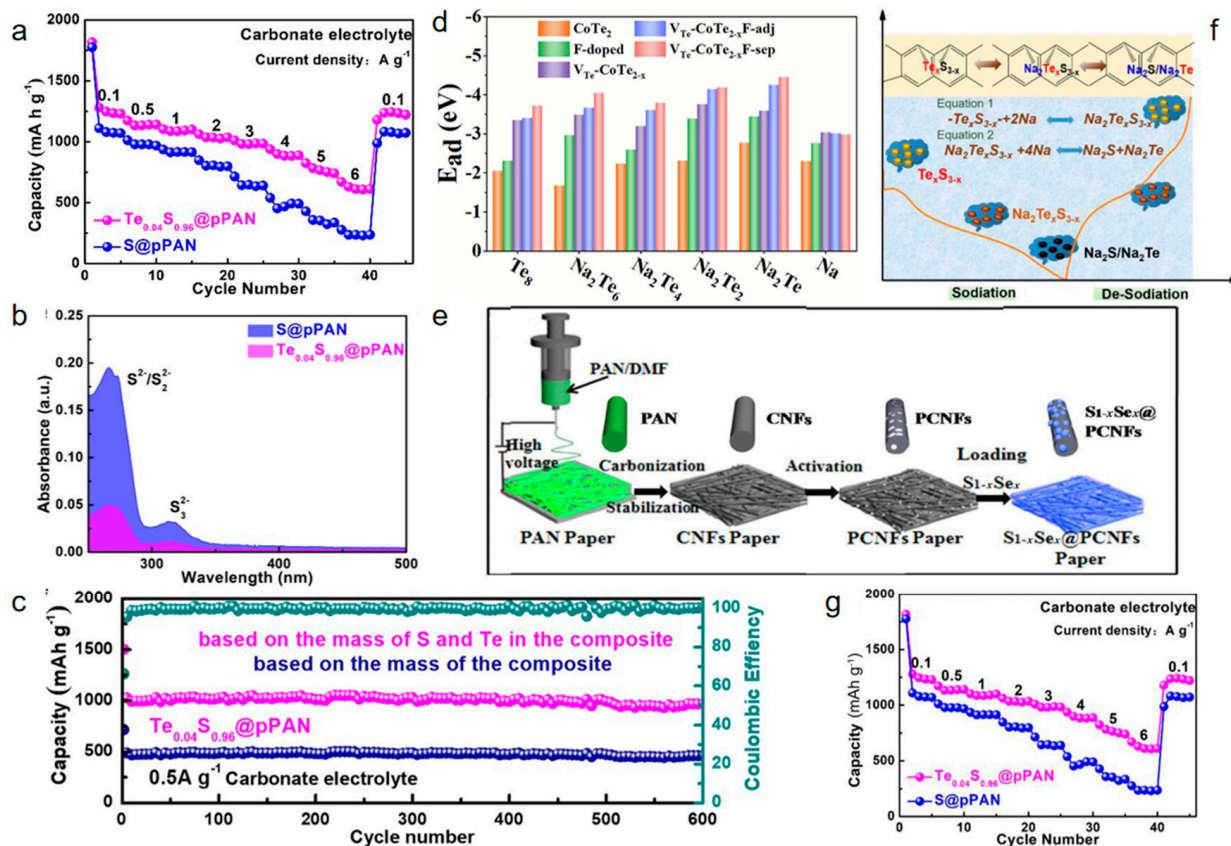 a
Carbonate electrolyte
Current density: A g⁻¹
0.1
0.5
1
2
3
4
5
6
0.1
Te₀.₀₄S₀.₉₆@pPAN
S@pPAN
2000
1500
1000
500
0
Capacity (mA h g⁻¹)
0 10 20 30 40
Cycle Number
d
CoTe₂
F-doped
V_Te-CoTe₂₋ₓ
V_Te-CoTe₂₋ₓF-adj
V_Te-CoTe₂₋ₓF-sep
Ead (eV)
-6
-5
-4
-3
-2
-1
0
Te₈
Na₂Te₆
Na₂Te₄
Na₂Te₂
Na₂Te
Na
f
TeₓS₃₋ₓ
Na₂TeₓS₃₋ₓ
Na₂S/Na₂Te
Equation 1
-TeₓS₃₋ₓ-+2Na
Na₂TeₓS₃₋ₓ
Equation 2
Na₂TeₓS₃₋ₓ +4Na
Na₂S+Na₂Te
TeₓS₃₋ₓ
Na₂TeₓS₃₋ₓ
Na₂S/Na₂Te
Sodiation
De-Sodiation
b
S@pPAN
Te₀.₀₄S₀.₉₆@pPAN
S²⁻/S₂²⁻
S₃²⁻
0.25
0.20
0.15
0.10
0.05
0.00
Absorbance (a.u.)
300 400 500
Wavelength (nm)
e
PAN/DMF
High
voltage
PAN
CNFs
PCNFs
S₁₋ₓSeₓ@
PCNFs
Carbonization
Stabilization
Activation
Loading
S₁₋ₓSeₓ
PAN Paper
CNFs Paper
PCNFs Paper
S₁₋ₓSeₓ@PCNFs
Paper
c
based on the mass of S and Te in the composite
based on the mass of the composite
Te₀.₀₄S₀.₉₆@pPAN
0.5A g⁻¹ Carbonate electrolyte
2000
1500
1000
500
0
Capacity (mAh g⁻¹)
100
80
60
40
20
0
Coulombic Effiency
0 100 200 300 400 500 600
Cycle number
g
Carbonate electrolyte
Current density: A g⁻¹
0.1
0.5
1
2
3
4
5
6
0.1
Te₀.₀₄S₀.₉₆@pPAN
S@pPAN
2000
1500
1000
500
0
Capacity (mAh g⁻¹)
0 10 20 30 40
Cycle Number